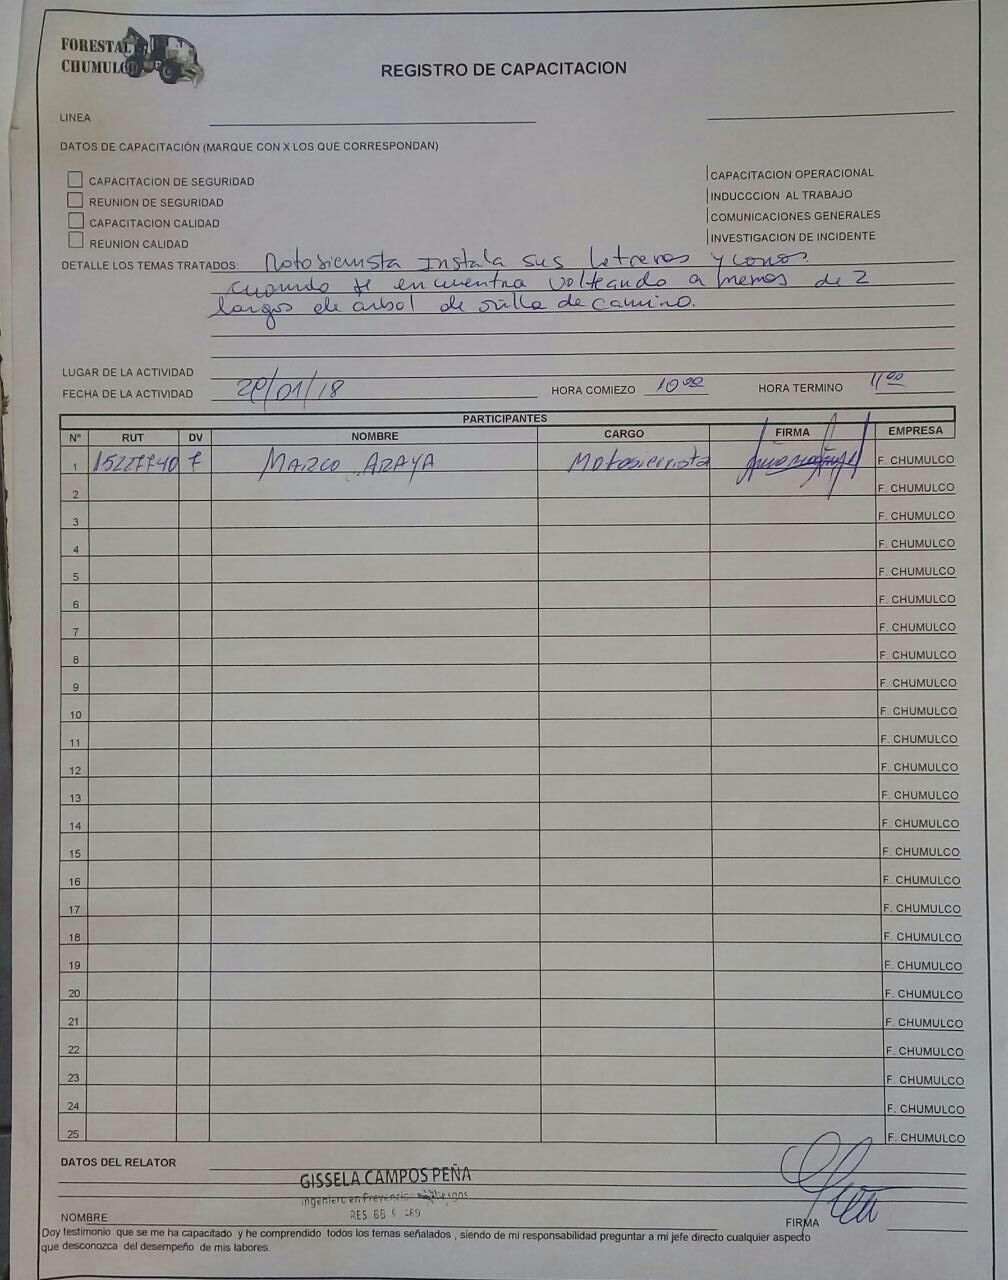 FORESTAL
CHUMULCO
REGISTRO DE CAPACITACION
LINEA
DATOS DE CAPACITACIÓN (MARQUE CON X LOS QUE CORRESPONDAN)
CAPACITACION DE SEGURIDAD CAPACITACION OPERACIONAL
REUNION DE SEGURIDAD INDUCCCION AL TRABAJO
CAPACITACION CALIDAD COMUNICACIONES GENERALES
REUNION CALIDAD INVESTIGACION DE INCIDENTE
DETALLE LOS TEMAS TRATADOS: Motosierrista Instala sus letreros y conos.
cuando se encuentra volteando a menos de 2
largos de arbol de orilla de camino.
LUGAR DE LA ACTIVIDAD
FECHA DE LA ACTIVIDAD /01/18 HORA COMIEZO 10:00 HORA TERMINO 11:00
PARTICIPANTES
N° RUT DV NOMBRE CARGO FIRMA EMPRESA
1 15227740 7 MARCO ARAYA Motosierrista F. CHUMULCO
2 F. CHUMULCO
3 F. CHUMULCO
4 F. CHUMULCO
5 F. CHUMULCO
6 F. CHUMULCO
7 F. CHUMULCO
8 F. CHUMULCO
9 F. CHUMULCO
10 F. CHUMULCO
11 F. CHUMULCO
12 F. CHUMULCO
13 F. CHUMULCO
14 F. CHUMULCO
15 F. CHUMULCO
16 F. CHUMULCO
17 F. CHUMULCO
18 F. CHUMULCO
19 F. CHUMULCO
20 F. CHUMULCO
21 F. CHUMULCO
22 F. CHUMULCO
23 F. CHUMULCO
24 F. CHUMULCO
25 F. CHUMULCO
DATOS DEL RELATOR
GISSELA CAMPOS PEÑA
Ingeniero en Prevención
RES
NOMBRE FIRMA
Doy testimonio que se me ha capacitado y he comprendido todos los temas señalados , siendo de mi responsabilidad preguntar a mi jefe directo cualquier aspecto
que desconozca del desempeño de mis labores.